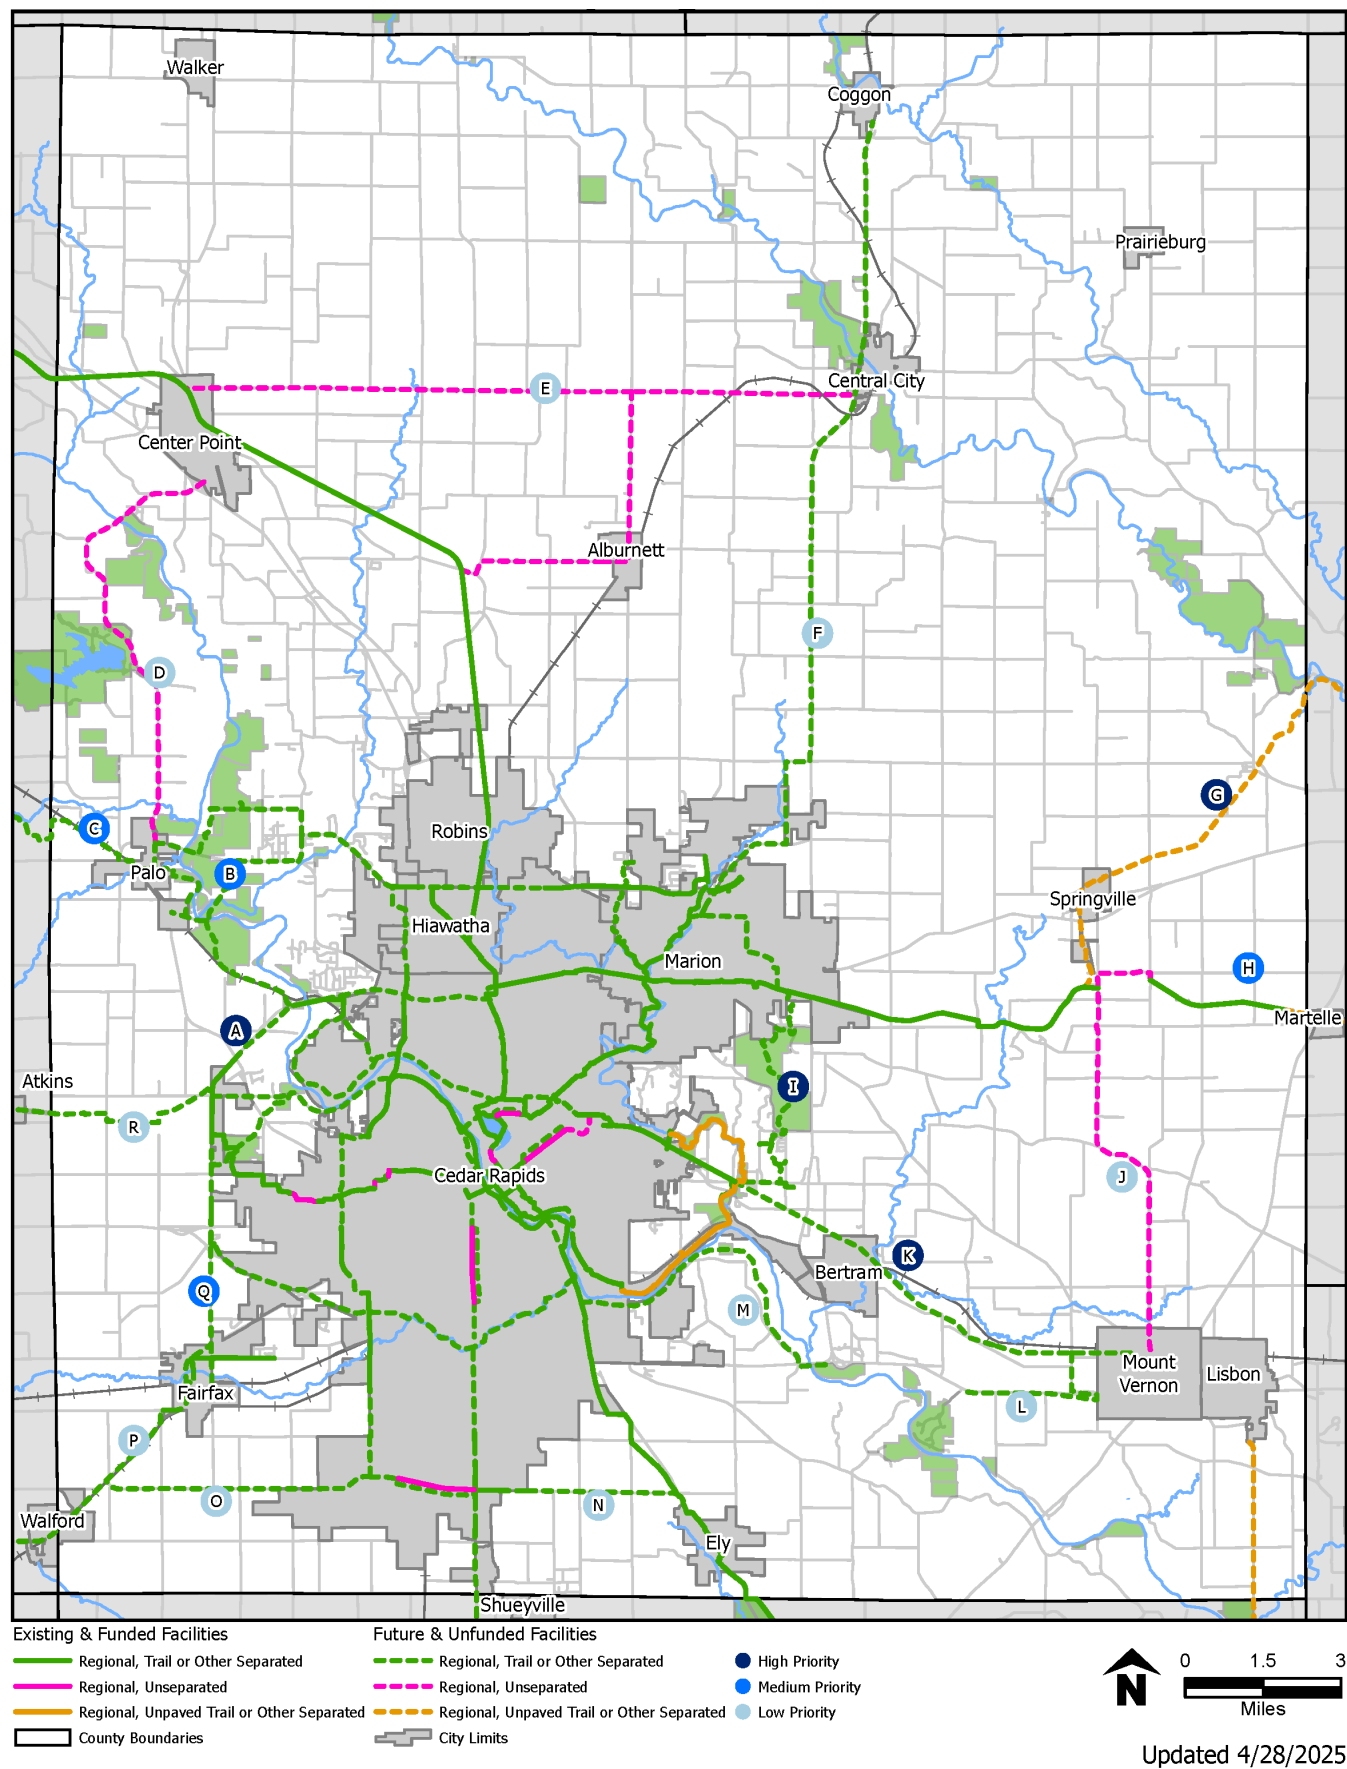 Walker
Coggon
Prairieburg
Central City
E
Center Point
Alburnett
F
D
G
C
Robins
B
Palo
Springville
Hiawatha
Marion
H
Martelle
A
Atkins
I
R
Cedar Rapids
J
K
Bertram
Q
M
Mount
Vernon
Lisbon
Fairfax
L
P
O
N
Walford
Ely
Shueyville
Existing & Funded Facilities
Regional, Trail or Other Separated
Regional, Unseparated
Regional, Unpaved Trail or Other Separated
County Boundaries
Future & Unfunded Facilities
Regional, Trail or Other Separated
Regional, Unseparated
Regional, Unpaved Trail or Other Separated
City Limits
High Priority
Medium Priority
Low Priority
N
0 1.5 3
Miles
Updated 4/28/2025